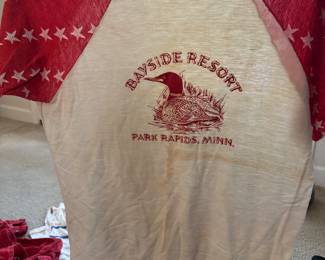 BAYSIDE RESORT
PARK RAPIDS, MINN.